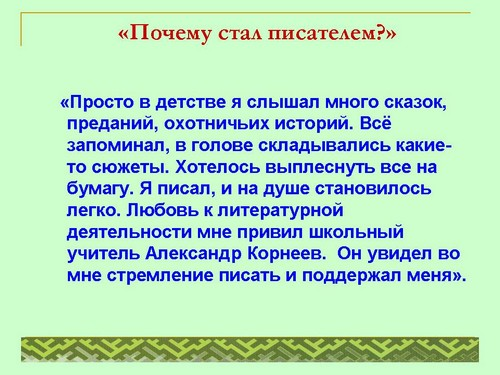 «Почему стал писателем?»
«Просто в детстве я слышал много сказок,
преданий, охотничьих историй. Всё
запоминал, в голове складывались какие-
то сюжеты. Хотелось выплеснуть все на
бумагу. Я писал, и на душе становилось
легко. Любовь к литературной
деятельности мне привил школьный
учитель Александр Корнеев.  Он увидел во
мне стремление писать и поддержал меня».